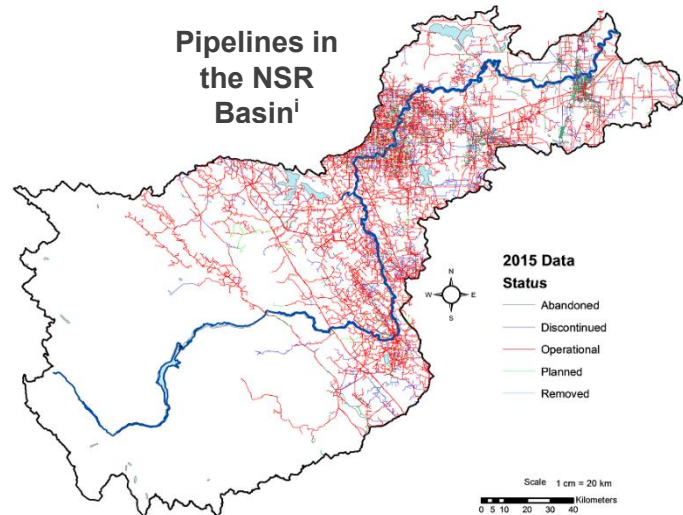 Pipelines in
the NSR
Basinⁱ
2015 Data
Status
Abandoned
Discontinued
Operational
Planned
Removed
N
W E
S
Scale 1 cm = 20 km
Kilometers
0 5 10 20 30 40